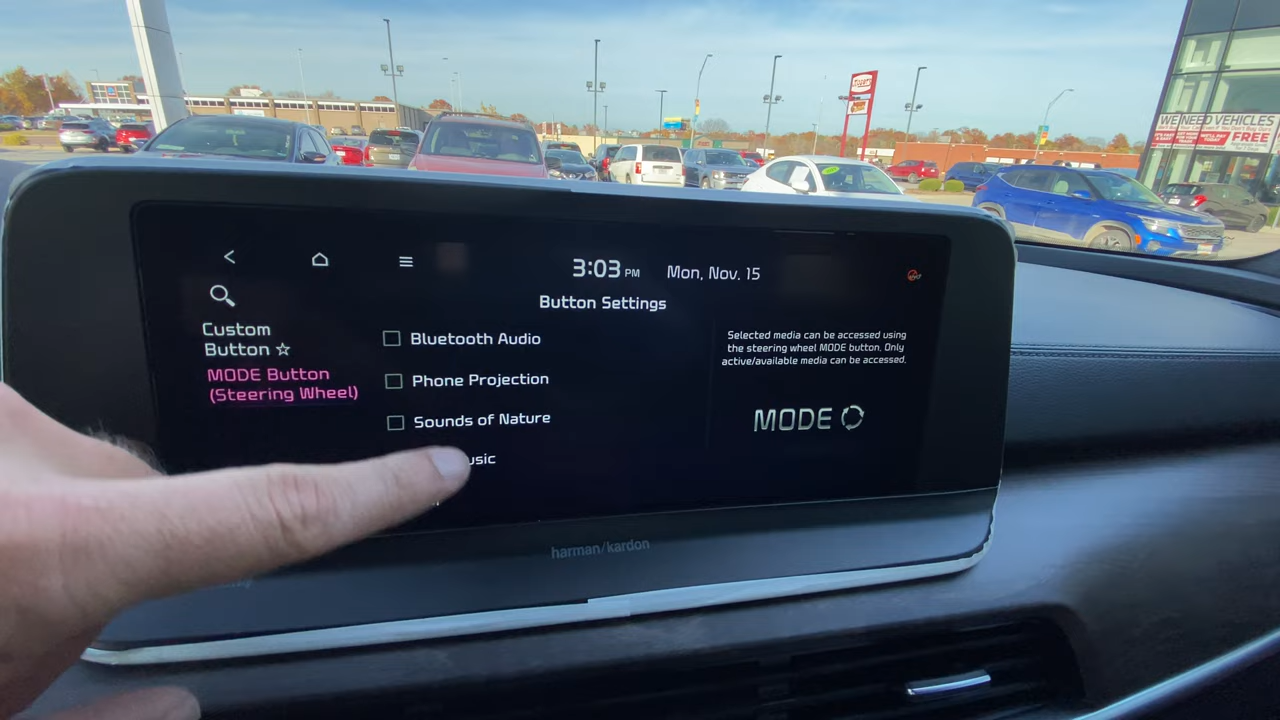 3:03 PM
Mon, Nov. 15
Button Settings
Custom
Button ☆
MODE Button
(Steering Wheel)
Bluetooth Audio
Phone Projection
Sounds of Nature
Selected media can be accessed using
the steering wheel MODE button. Only
active/available media can be accessed.
MODE
harman/kardon
WE NEED VEHICLES
FREE